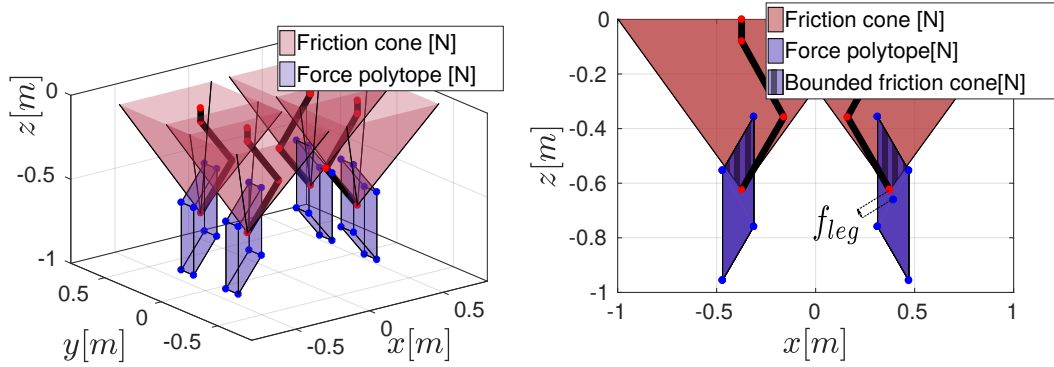 Friction cone [N]
Force polytope [N]
z[m]
0
-0.5
-1
0.5
0
-0.5
y[m]
-0.5
0
0.5
x[m]
Friction cone [N]
Force polytope[N]
Bounded friction cone[N]
z[m]
0
-0.2
-0.4
-0.6
-0.8
-1
f_{leg}
-1
-0.5
0
0.5
1
x[m]